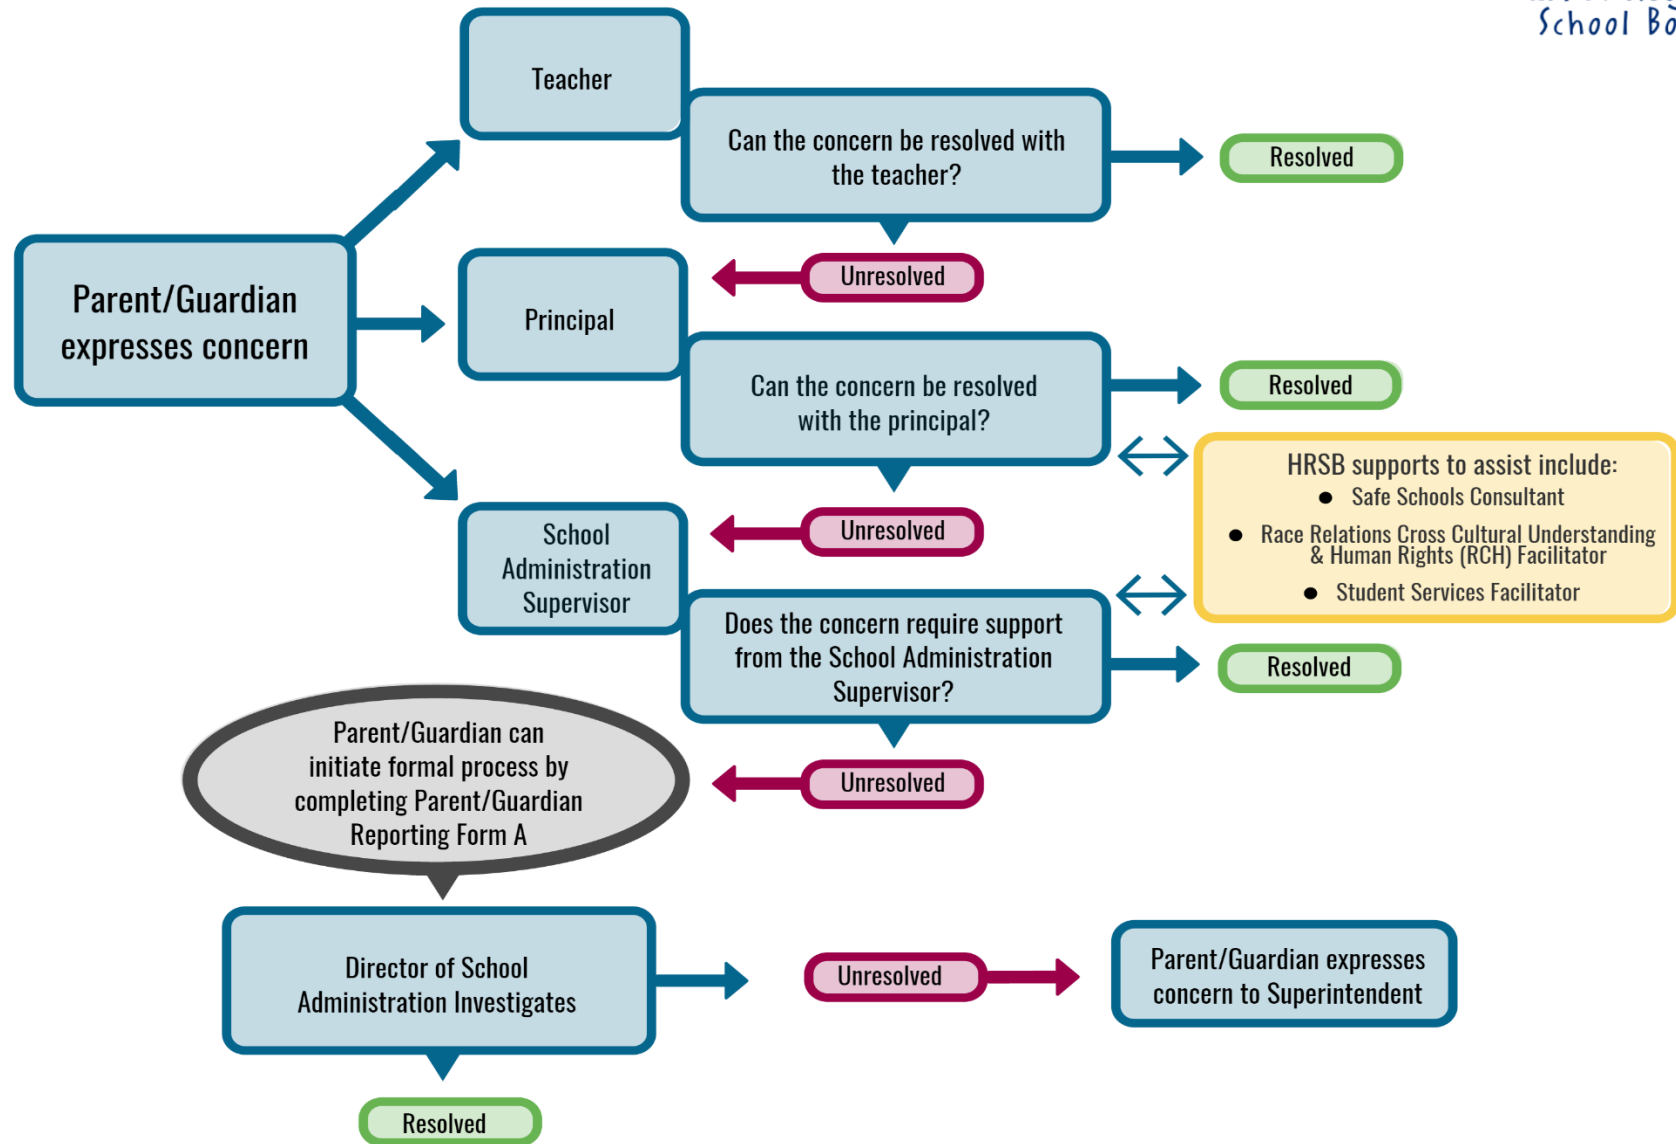 School Bo
Teacher
Can the concern be resolved with
the teacher?
Resolved
Unresolved
Parent/Guardian
expresses concern
Principal
Can the concern be resolved
with the principal?
Resolved
HRSB supports to assist include:
● Safe Schools Consultant
● Race Relations Cross Cultural Understanding
& Human Rights (RCH) Facilitator
● Student Services Facilitator
Unresolved
School
Administration
Supervisor
Does the concern require support
from the School Administration
Supervisor?
Resolved
Unresolved
Parent/Guardian can
initiate formal process by
completing Parent/Guardian
Reporting Form A
Director of School
Administration Investigates
Unresolved
Parent/Guardian expresses
concern to Superintendent
Resolved